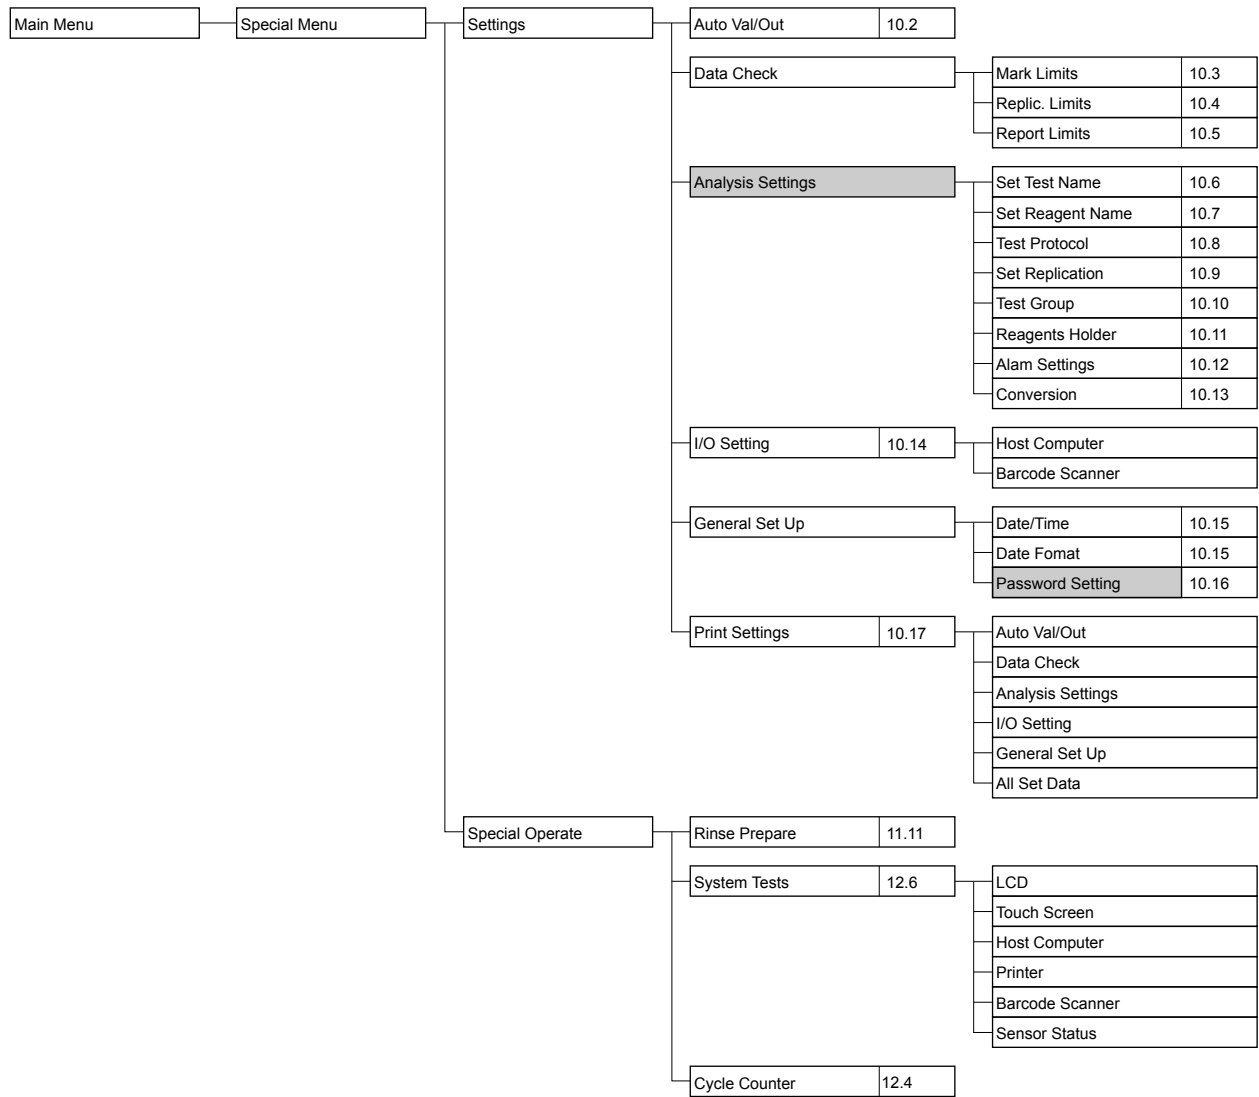 Main Menu Special Menu Settings Auto Val/Out 10.2
Data Check Mark Limits 10.3
Replic. Limits 10.4
Report Limits 10.5
Analysis Settings Set Test Name 10.6
Set Reagent Name 10.7
Test Protocol 10.8
Set Replication 10.9
Test Group 10.10
Reagents Holder 10.11
Alam Settings 10.12
Conversion 10.13
I/O Setting 10.14 Host Computer
Barcode Scanner
General Set Up Date/Time 10.15
Date Fomat 10.15
Password Setting 10.16
Print Settings 10.17 Auto Val/Out
Data Check
Analysis Settings
I/O Setting
General Set Up
All Set Data
Special Operate Rinse Prepare 11.11
System Tests 12.6 LCD
Touch Screen
Host Computer
Printer
Barcode Scanner
Sensor Status
Cycle Counter 12.4